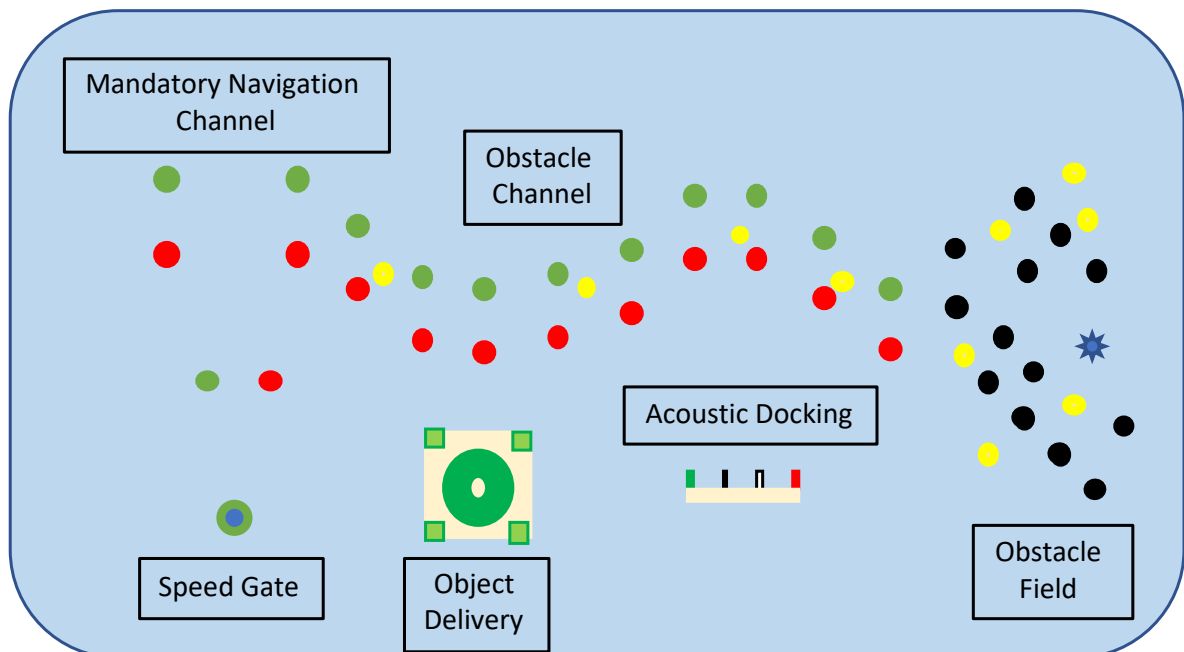 Mandatory Navigation
Channel
Obstacle
Channel
Acoustic Docking
Speed Gate
Object
Delivery
Obstacle
Field